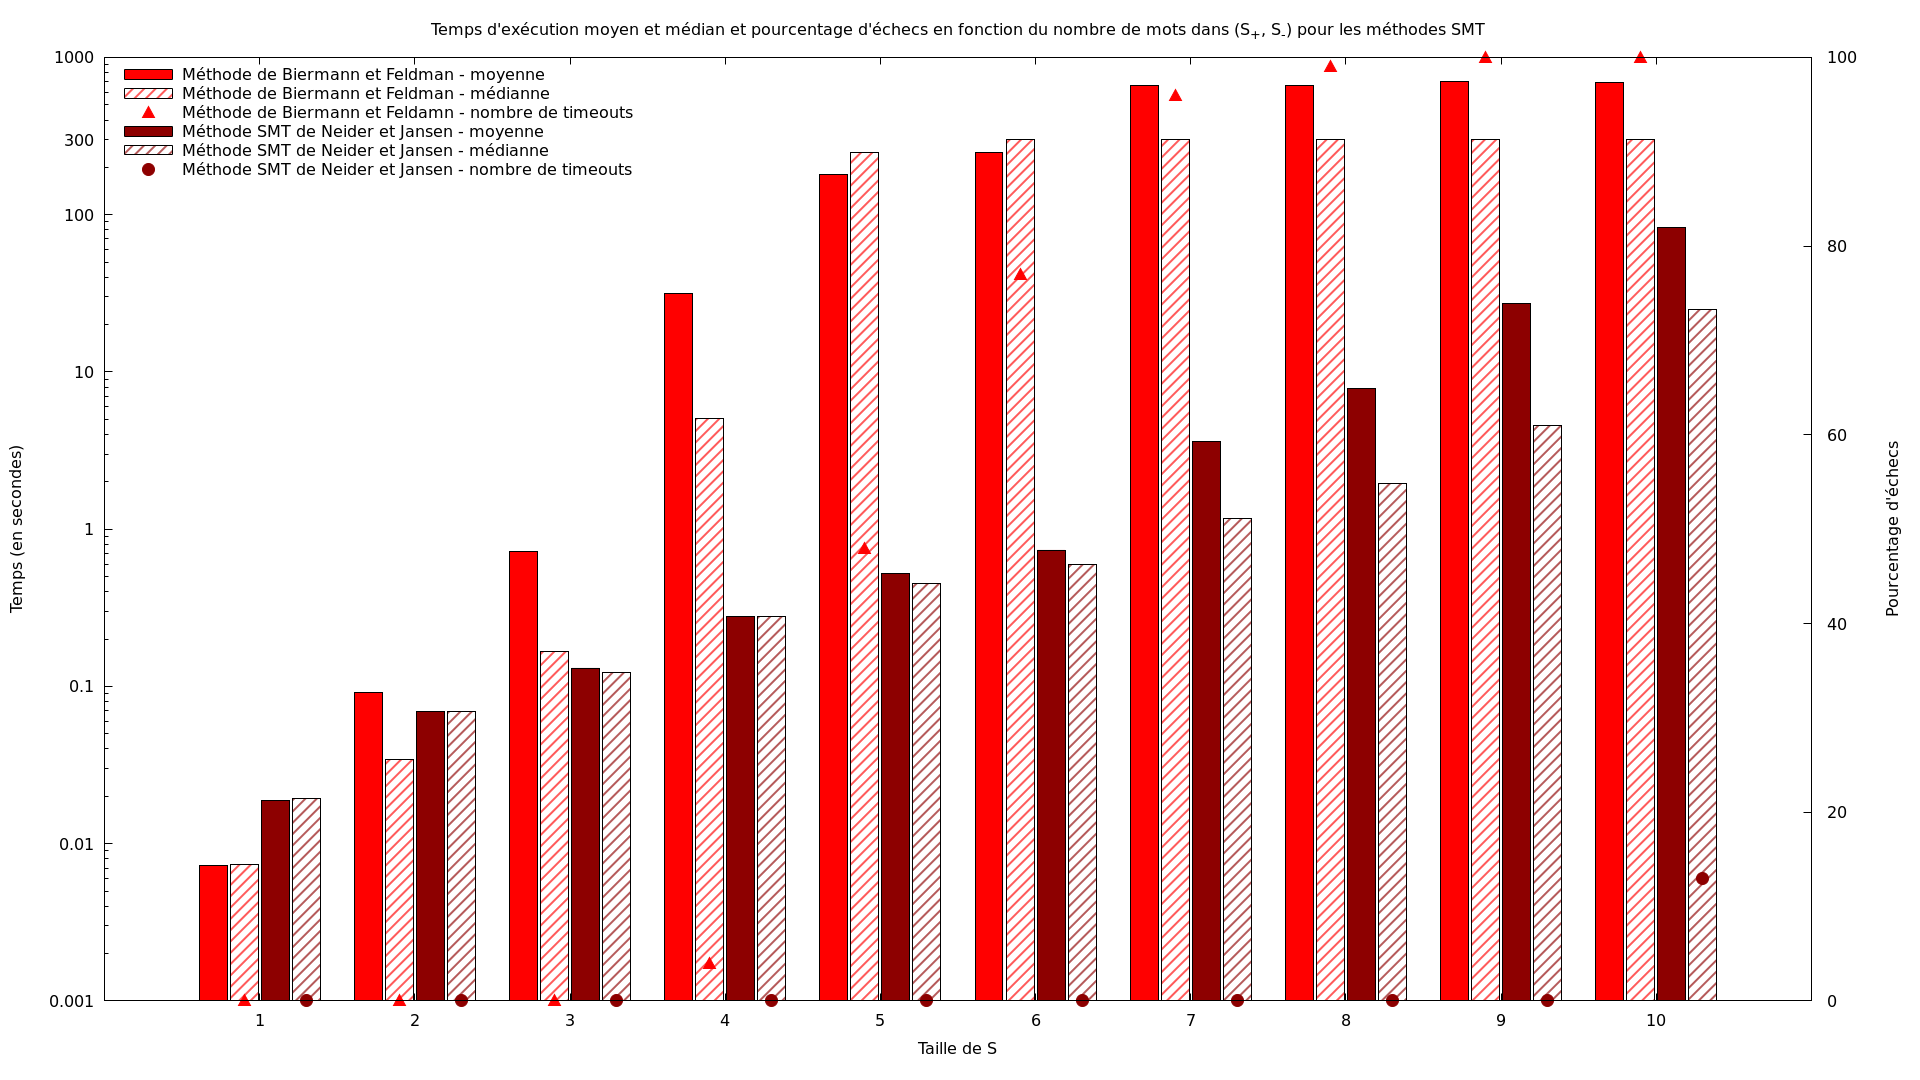 Temps d'exécution moyen et médian et pourcentage d'échecs en fonction du nombre de mots dans (S+, S-) pour les méthodes SMT
Méthode de Biermann et Feldman - moyenne
Méthode de Biermann et Feldman - médianne
Méthode de Biermann et Feldamn - nombre de timeouts
Méthode SMT de Neider et Jansen - moyenne
Méthode SMT de Neider et Jansen - médianne
Méthode SMT de Neider et Jansen - nombre de timeouts
Temps (en secondes)
1000
300
100
10
1
0.1
0.01
0.001
1 2 3 4 5 6 7 8 9 10
Taille de S
100
80
60
40
20
0
Pourcentage d'échecs